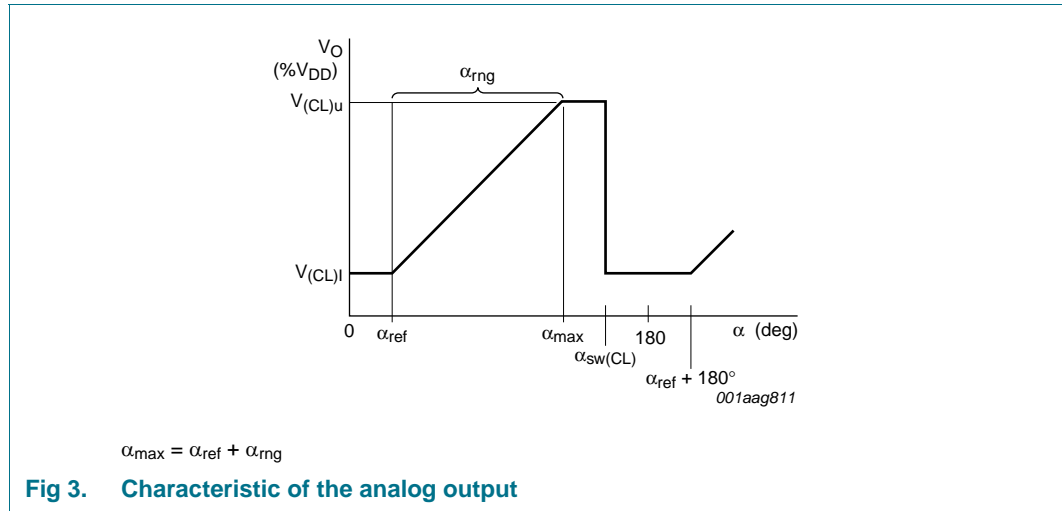 VO
(%VDD)
αrng
V(CL)u
V(CL)l
0
αref
αmax
αsw(CL)
180
α (deg)
αref + 180°
001aag811
αmax = αref + αrng
Fig 3. Characteristic of the analog output